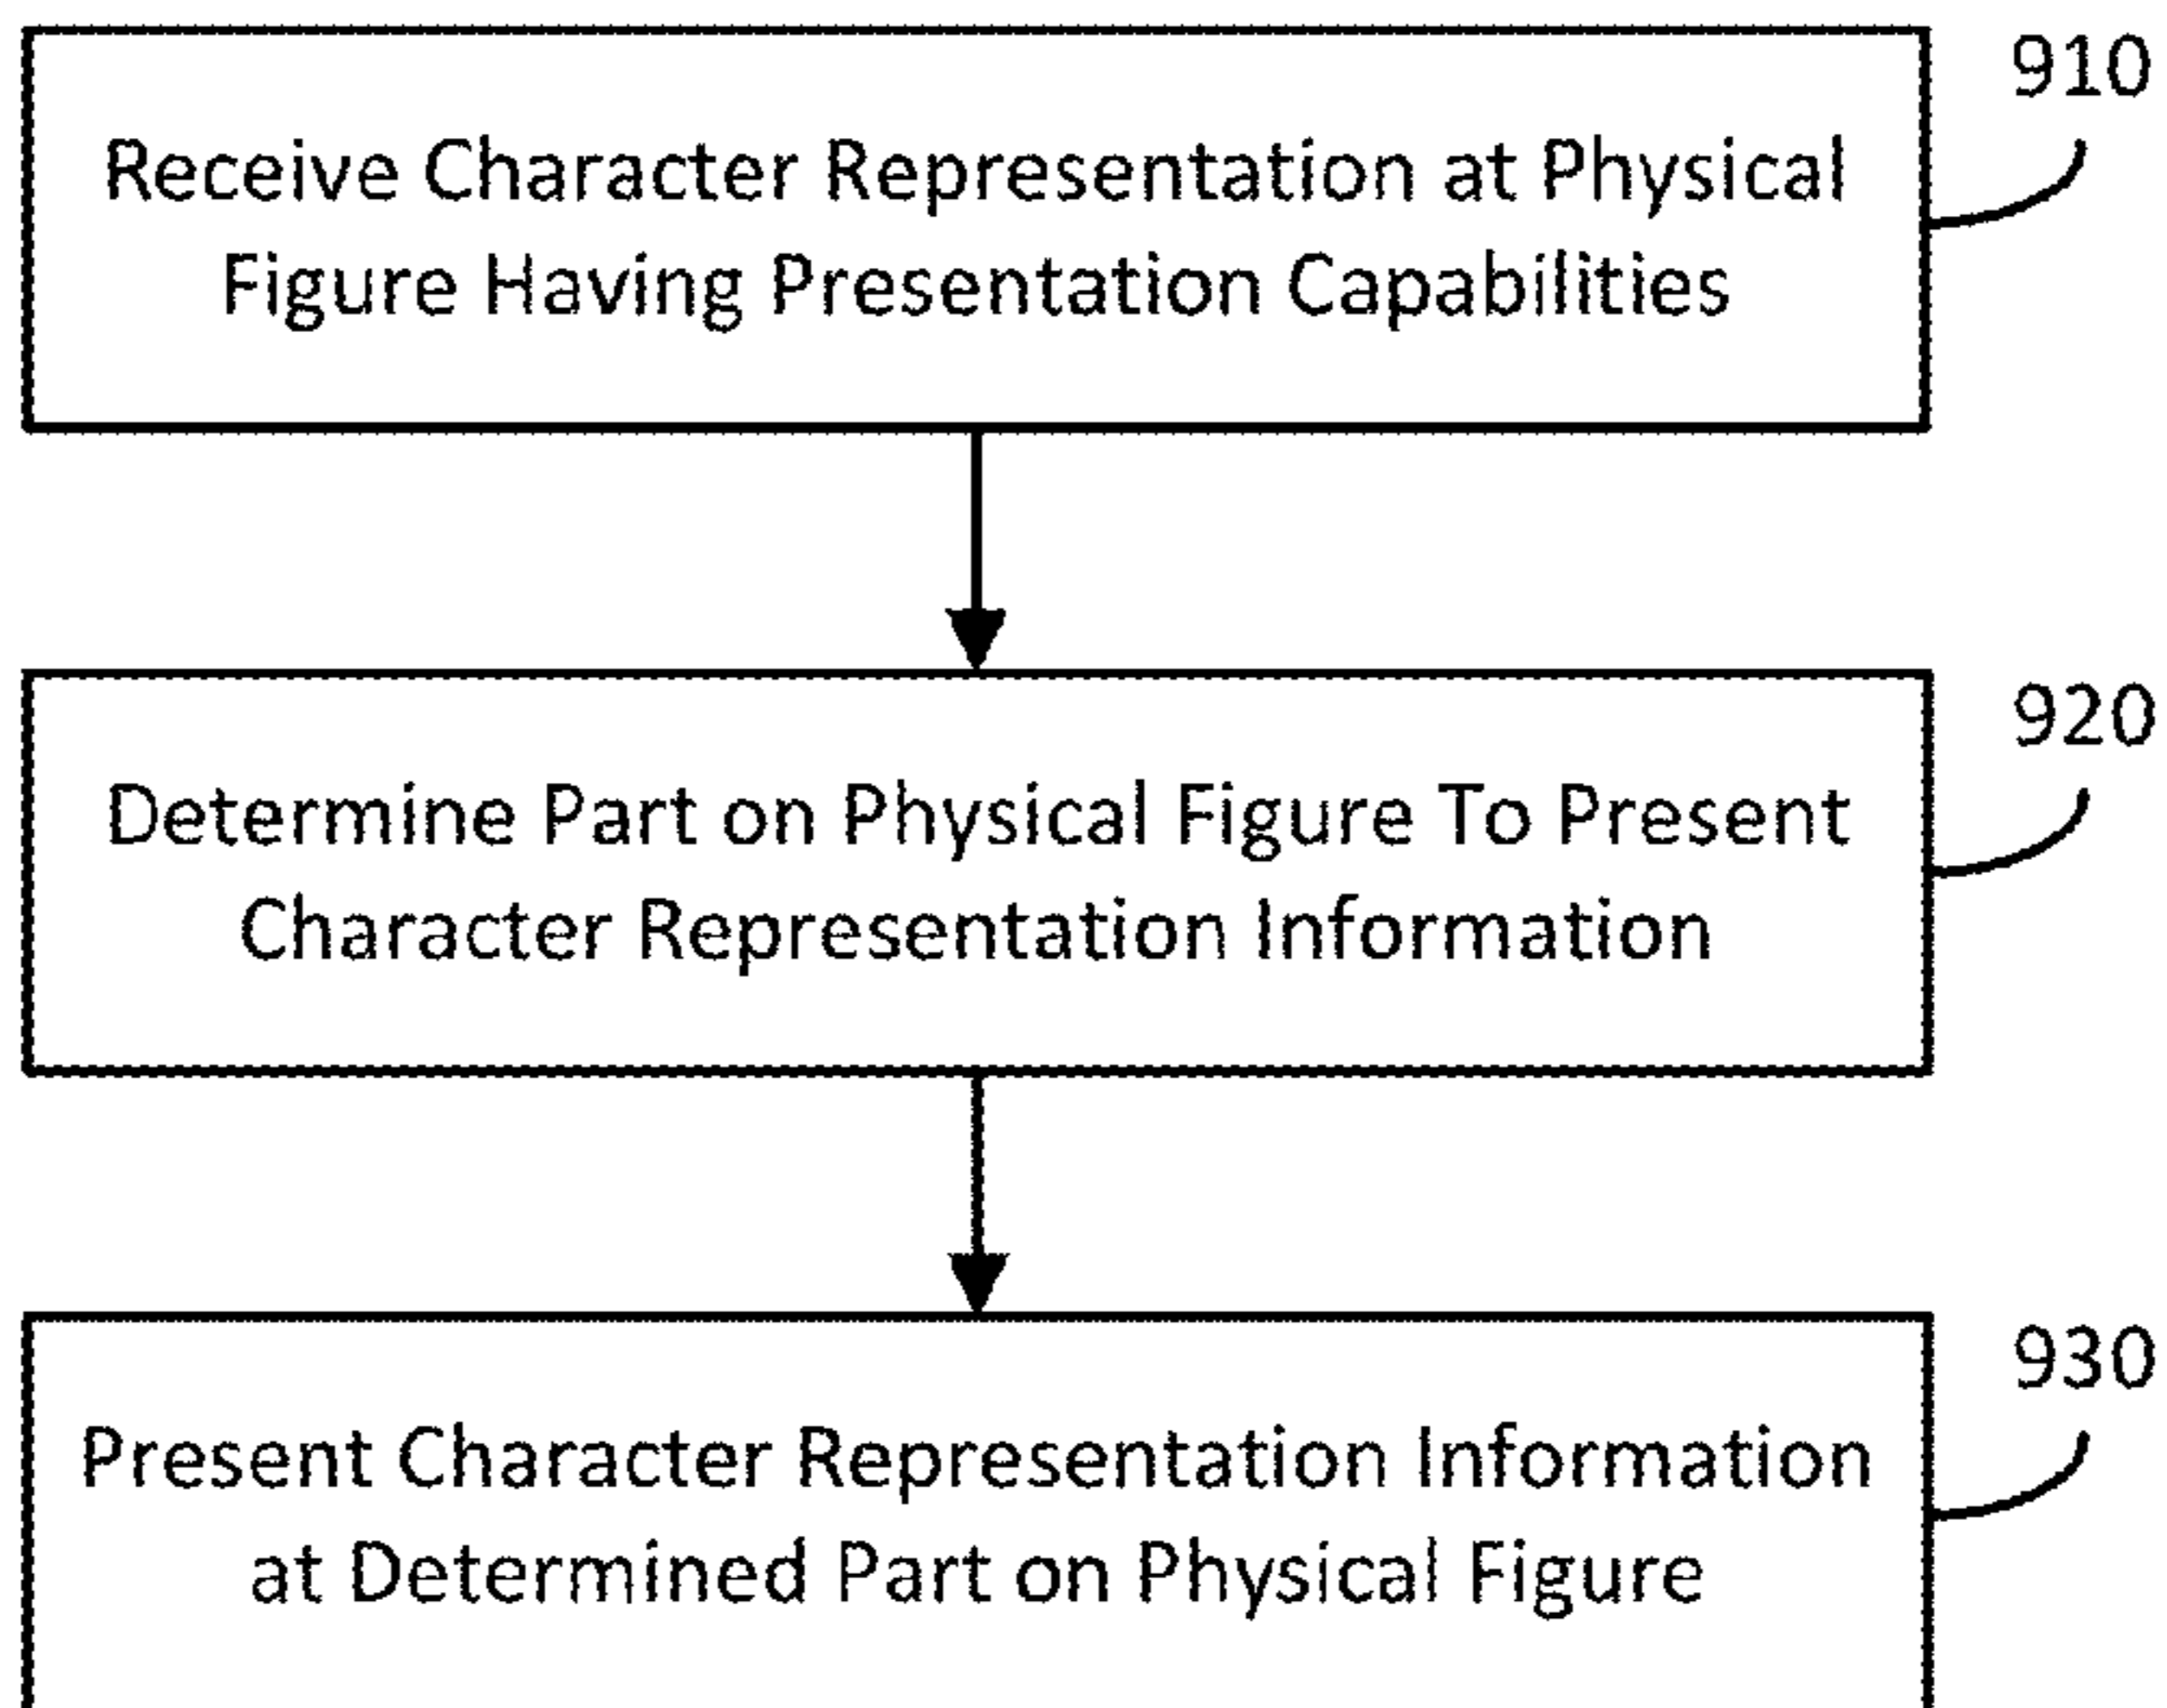 910
Receive Character Representation at Physical
Figure Having Presentation Capabilities
920
Determine Part on Physical Figure To Present
Character Representation Information
930
Present Character Representation Information
at Determined Part on Physical Figure